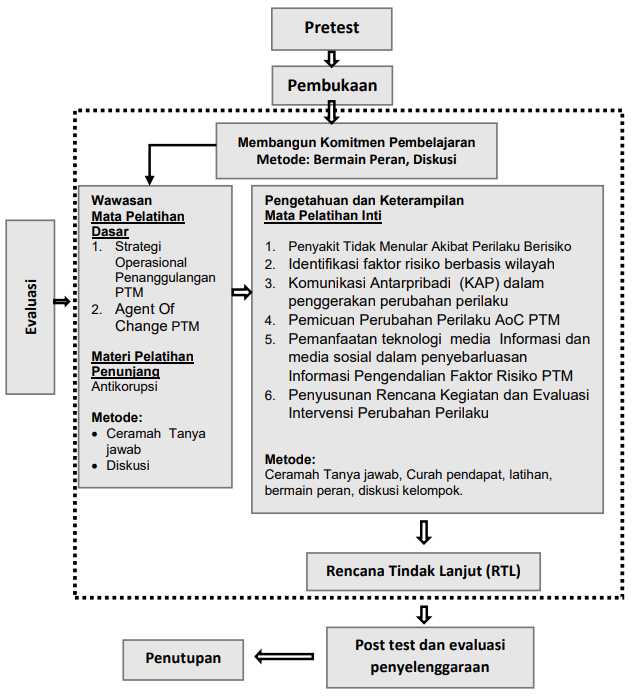 Pretest
Pembukaan
Membangun Komitmen Pembelajaran
Metode: Bermain Peran, Diskusi
Evaluasi
Wawasan
Mata Pelatihan
Dasar
1. Strategi
Operasional
Penanggulangan
PTM
2. Agent Of
Change PTM
Materi Pelatihan
Penunjang
Antikorupsi
Metode:
• Ceramah Tanya
jawab
• Diskusi
Pengetahuan dan Keterampilan
Mata Pelatihan Inti
1. Penyakit Tidak Menular Akibat Perilaku Berisiko
2. Identifikasi faktor risiko berbasis wilayah
3. Komunikasi Antarpribadi (KAP) dalam
penggerakan perubahan perilaku
4. Pemicuan Perubahan Perilaku AoC PTM
5. Pemanfaatan teknologi media Informasi dan
media sosial dalam penyebarluasan
Informasi Pengendalian Faktor Risiko PTM
6. Penyusunan Rencana Kegiatan dan Evaluasi
Intervensi Perubahan Perilaku
Metode:
Ceramah Tanya jawab, Curah pendapat, latihan,
bermain peran, diskusi kelompok.
Rencana Tindak Lanjut (RTL)
Post test dan evaluasi
penyelenggaraan
Penutupan